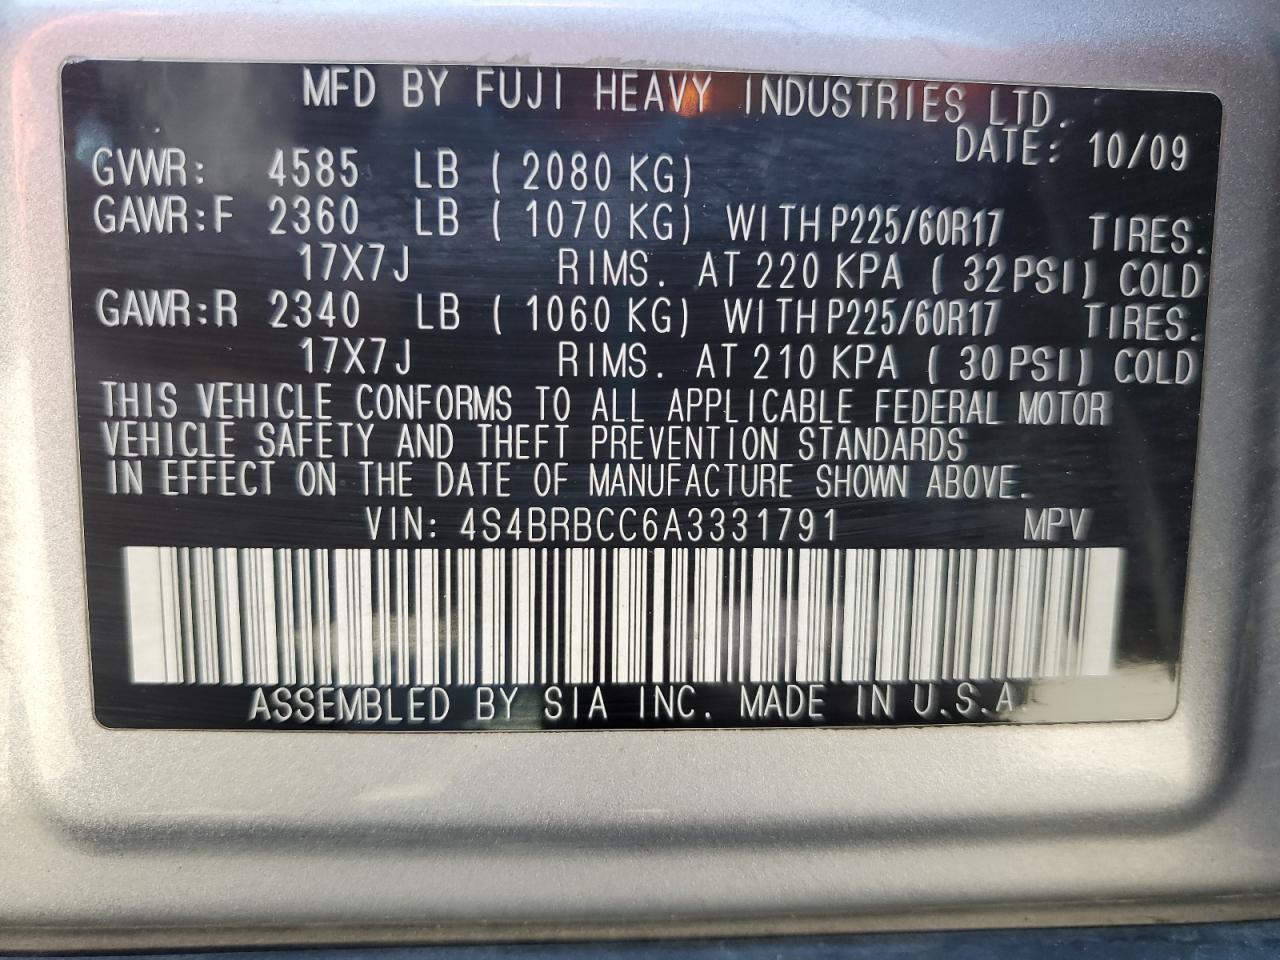 MFD BY FUJI HEAVY INDUSTRIES LTD.
DATE: 10/09
GVWR: 4585 LB ( 2080 KG)
GAWR:F 2360 LB ( 1070 KG) WITH P225/60R17 TIRES.
17X7J RIMS. AT 220 KPA ( 32 PSI) COLD
GAWR:R 2340 LB ( 1060 KG) WITH P225/60R17 TIRES.
17X7J RIMS. AT 210 KPA ( 30 PSI) COLD
THIS VEHICLE CONFORMS TO ALL APPLICABLE FEDERAL MOTOR
VEHICLE SAFETY AND THEFT PREVENTION STANDARDS
IN EFFECT ON THE DATE OF MANUFACTURE SHOWN ABOVE.
VIN: 4S4BRBCC6A3331791 MPV
ASSEMBLED BY SIA INC. MADE IN U.S.A.